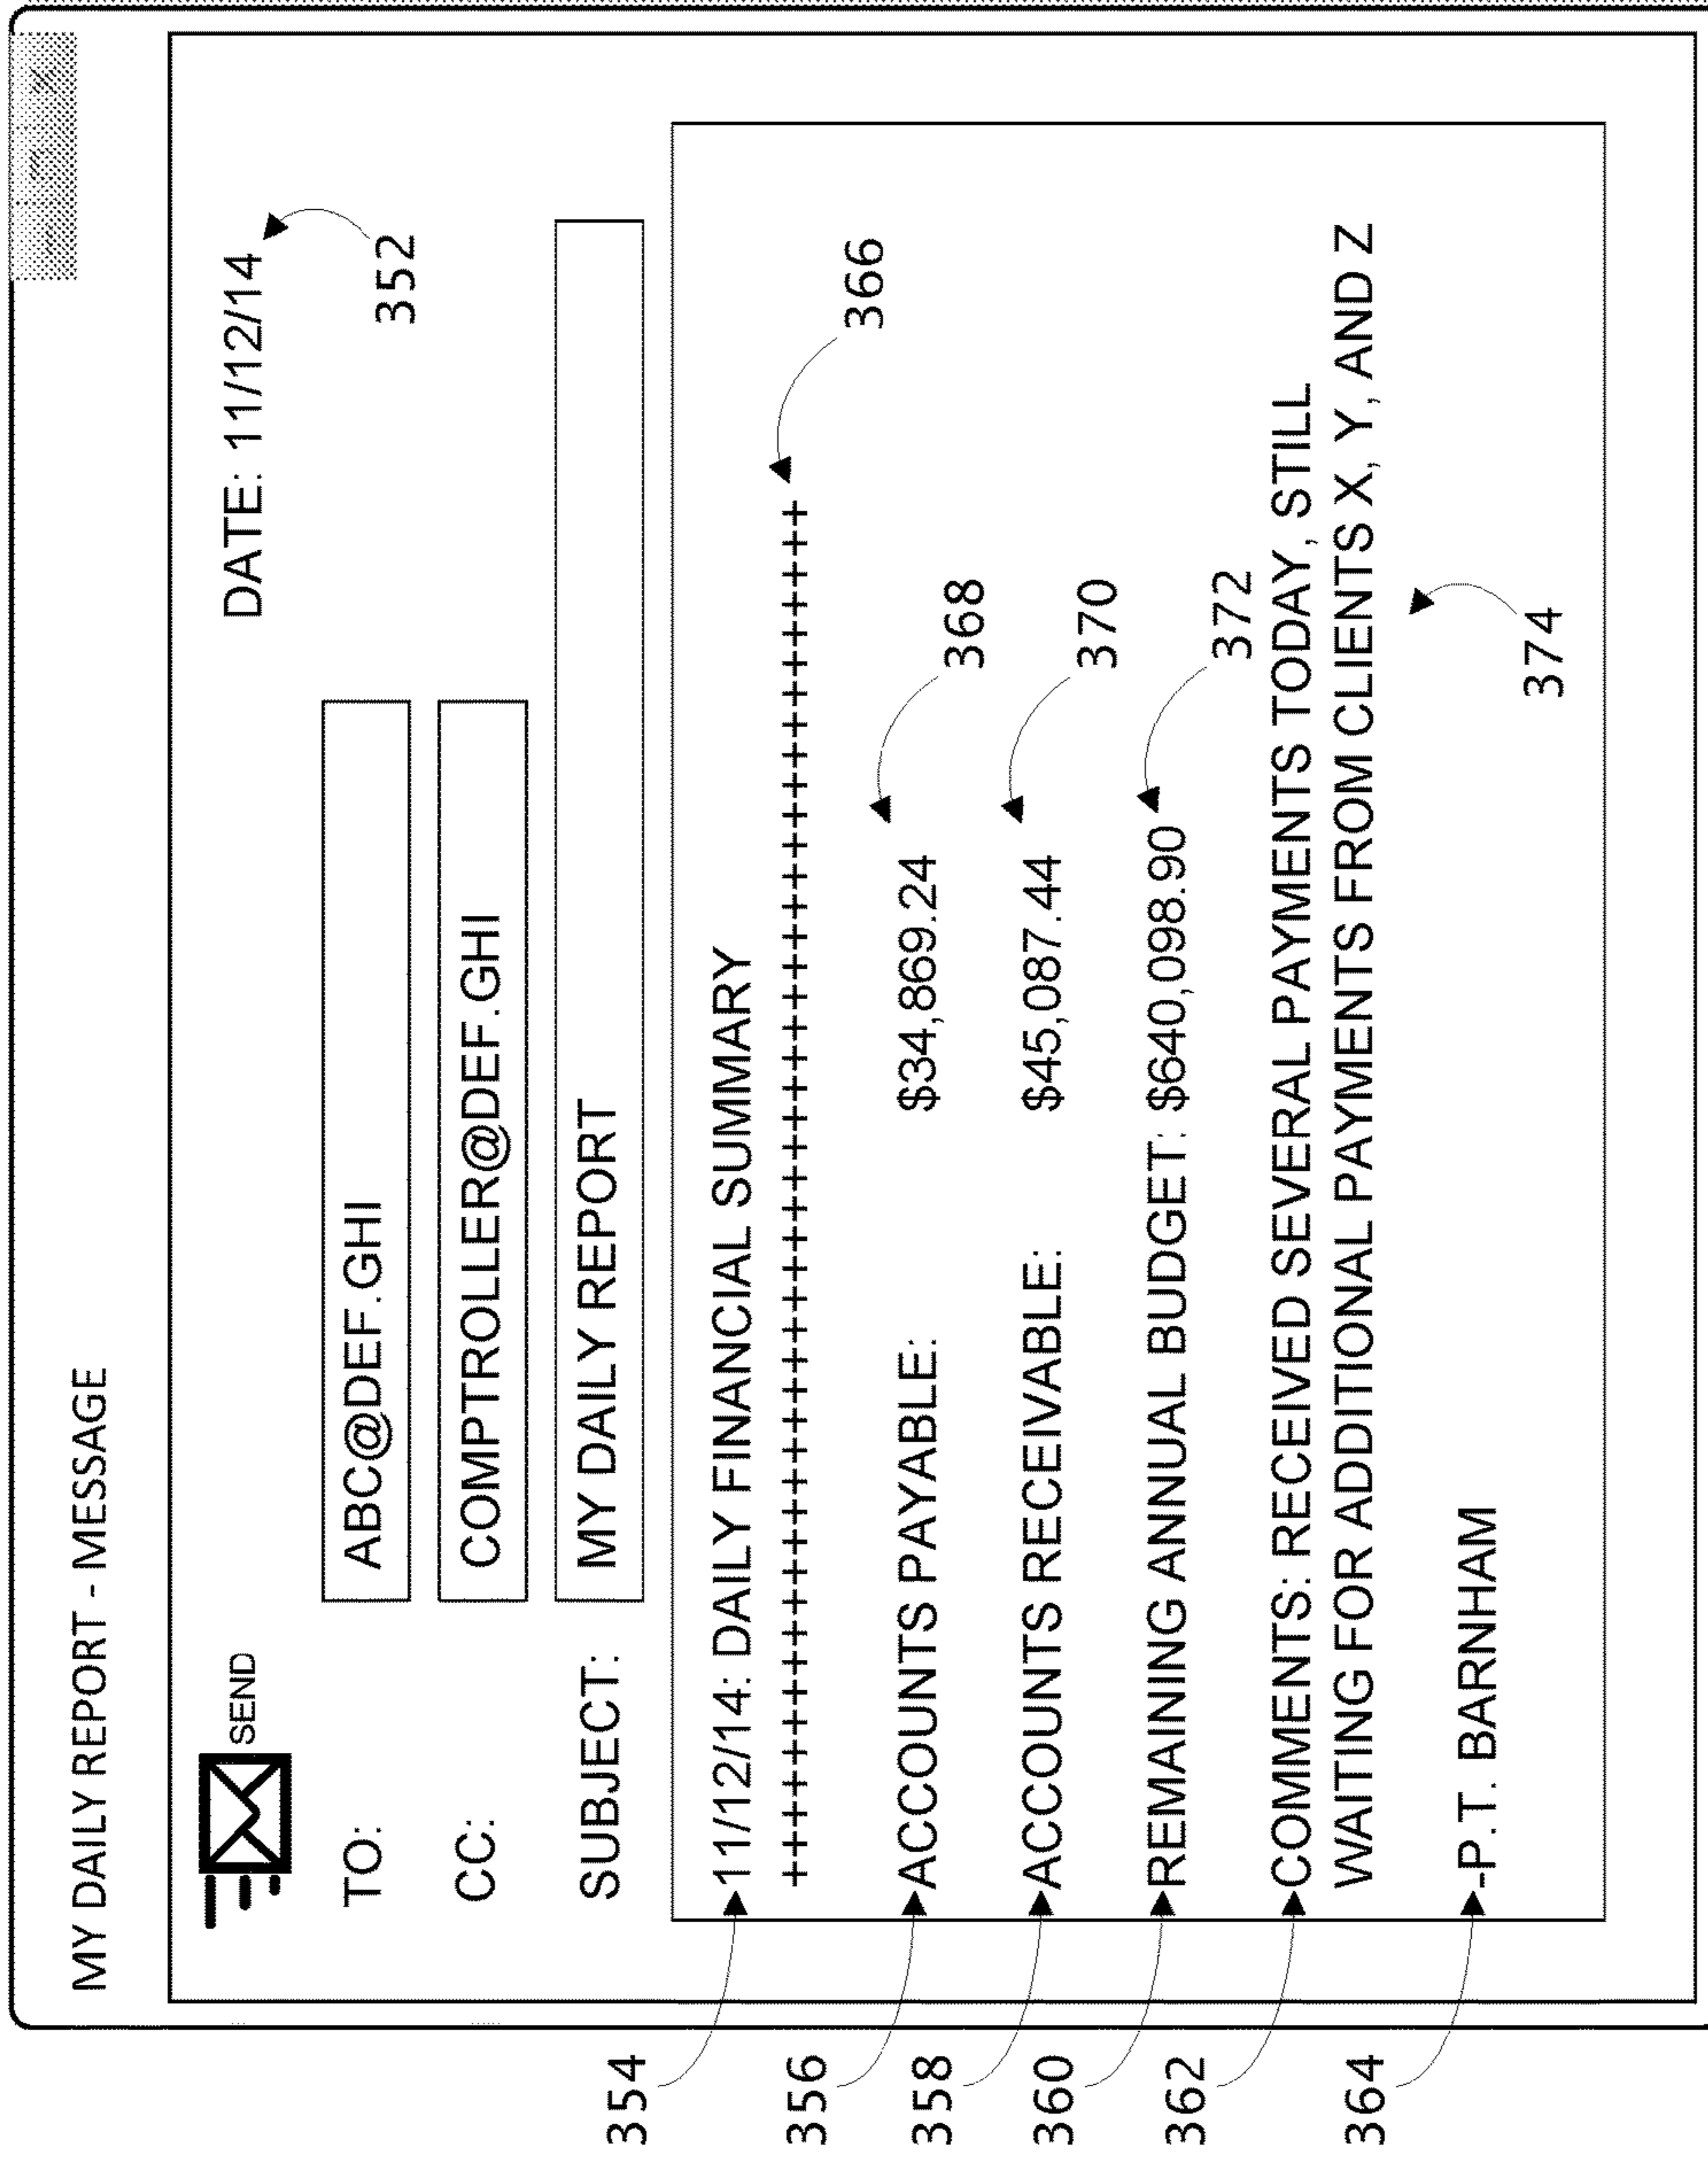 MY DAILY REPORT - MESSAGE
SEND
DATE: 11/12/14
352
TO: ABC@DEF.GHI
CC: COMPTROLLER@DEF.GHI
SUBJECT: MY DAILY REPORT
354
11/12/14: DAILY FINANCIAL SUMMARY
++++++++++++++++++++++++++++++++++++++++++++++
366
356
ACCOUNTS PAYABLE: $34,869.24
368
358
ACCOUNTS RECEIVABLE: $45,087.44
370
360
REMAINING ANNUAL BUDGET: $640,098.90
372
362
COMMENTS: RECEIVED SEVERAL PAYMENTS TODAY, STILL
WAITING FOR ADDITIONAL PAYMENTS FROM CLIENTS X, Y, AND Z
374
364
-P.T. BARNHAM